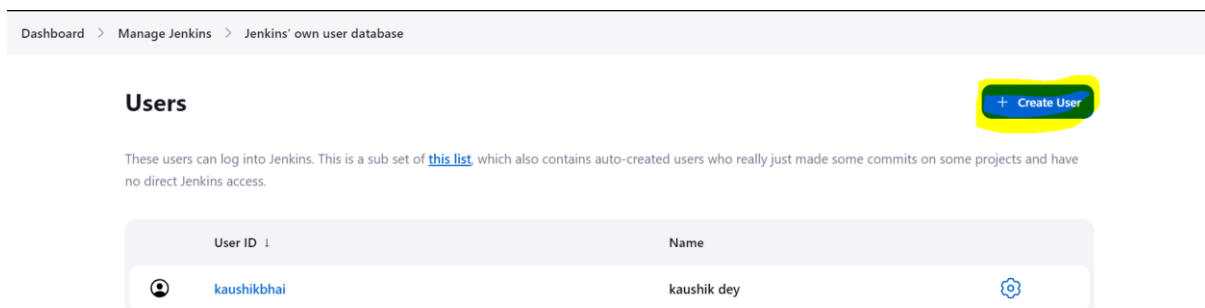 Dashboard > Manage Jenkins > Jenkins' own user database
Users
+ Create User
These users can log into Jenkins. This is a sub set of this list, which also contains auto-created users who really just made some commits on some projects and have
no direct Jenkins access.
User ID ↓ Name
kaushikbhai kaushik dey